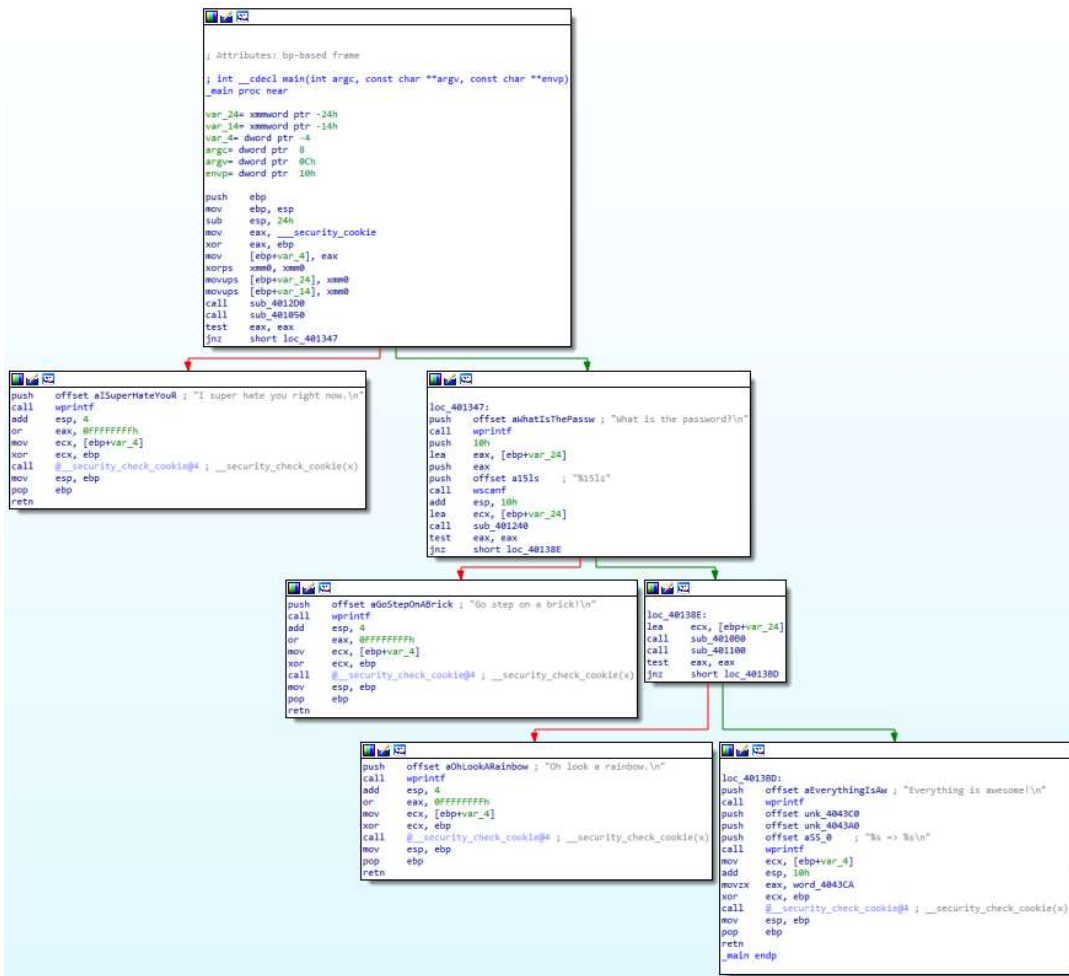 ; Attributes: bp-based frame
; int __cdecl main(int argc, const char **argv, const char **envp)
_main proc near
var_24= xmmword ptr -24h
var_14= xmmword ptr -14h
var_4= dword ptr -4
argc= dword ptr  8
argv= dword ptr  0Ch
envp= dword ptr  10h
push    ebp
mov     ebp, esp
sub     esp, 24h
mov     eax, ___security_cookie
xor     eax, ebp
mov     [ebp+var_4], eax
xorps   xmm0, xmm0
movups  [ebp+var_24], xmm0
movups  [ebp+var_14], xmm0
call    sub_4012D0
call    sub_401050
test    eax, eax
jnz     short loc_401347
push    offset aISuperHateYouR ; "I super hate you right now.\n"
call    wprintf
add     esp, 4
or      eax, 0FFFFFFFFh
mov     ecx, [ebp+var_4]
xor     ecx, ebp
call    @__security_check_cookie@4 ; __security_check_cookie(x)
mov     esp, ebp
pop     ebp
retn
loc_401347:
push    offset aWhatIsThePassw ; "What is the password?\n"
call    wprintf
push    10h
lea     eax, [ebp+var_24]
push    eax
push    offset a15ls    ; "%15ls"
call    wscanf
add     esp, 10h
lea     ecx, [ebp+var_24]
call    sub_401240
test    eax, eax
jnz     short loc_40138E
push    offset aGoStepOnABrick ; "Go step on a brick!\n"
call    wprintf
add     esp, 4
or      eax, 0FFFFFFFFh
mov     ecx, [ebp+var_4]
xor     ecx, ebp
call    @__security_check_cookie@4 ; __security_check_cookie(x)
mov     esp, ebp
pop     ebp
retn
loc_40138E:
lea     ecx, [ebp+var_24]
call    sub_4010B0
call    sub_401100
test    eax, eax
jnz     short loc_4013BD
push    offset aOhLookARainbow ; "Oh look a rainbow.\n"
call    wprintf
add     esp, 4
or      eax, 0FFFFFFFFh
mov     ecx, [ebp+var_4]
xor     ecx, ebp
call    @__security_check_cookie@4 ; __security_check_cookie(x)
mov     esp, ebp
pop     ebp
retn
loc_4013BD:
push    offset aEverythingIsAw ; "Everything is awesome!\n"
call    wprintf
push    offset unk_4043C0
push    offset unk_4043A0
push    offset aSS_0    ; "%s => %s\n"
call    wprintf
mov     ecx, [ebp+var_4]
add     esp, 10h
movzx   eax, word_4043CA
xor     ecx, ebp
call    @__security_check_cookie@4 ; __security_check_cookie(x)
mov     esp, ebp
pop     ebp
retn
_main endp